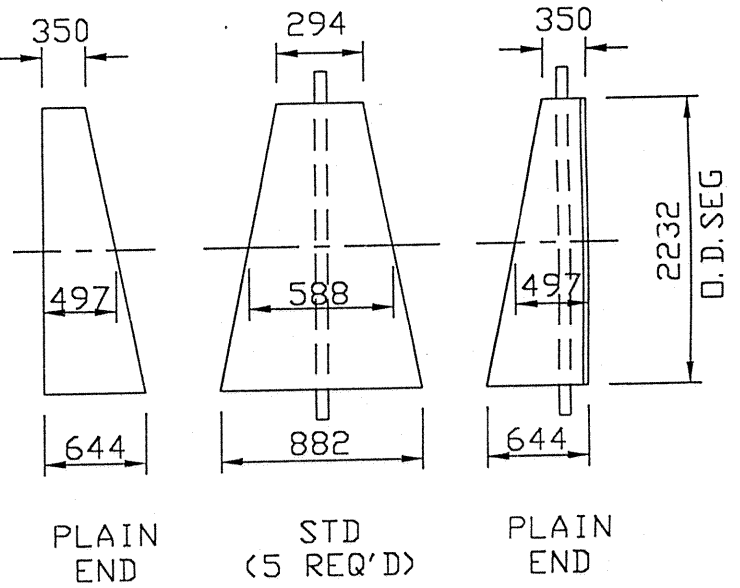 350
294
350
497
588
497
2232
O.D.SEG
644
882
644
PLAIN
END
STD
(5 REQ'D)
PLAIN
END